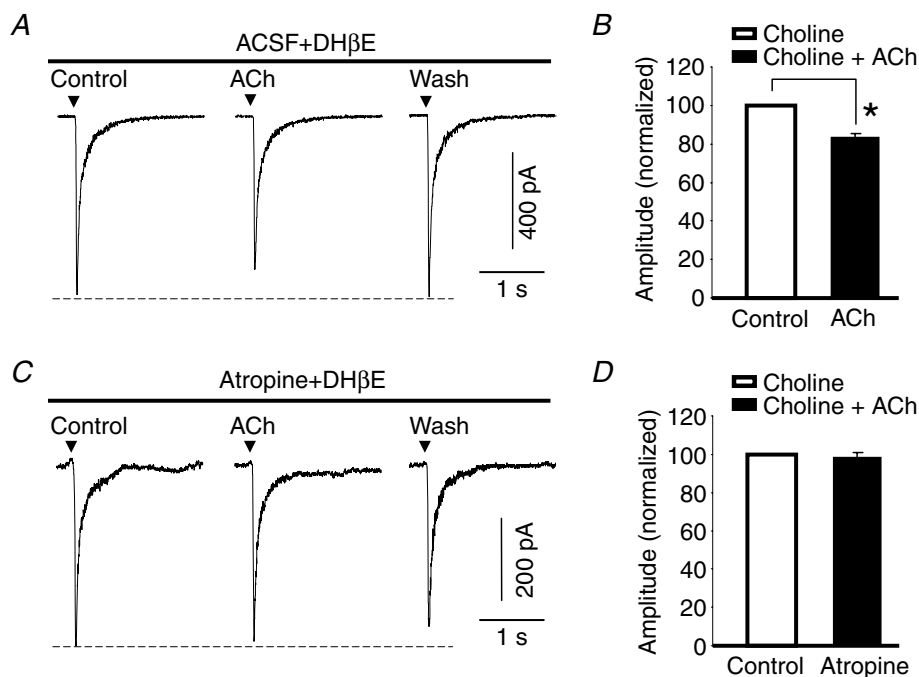 A
ACSF+DHβE
Control
ACh
Wash
400 pA
1 s
B
Choline
Choline + ACh
Amplitude (normalized)
120
100
80
60
40
20
0
*
Control
ACh
C
Atropine+DHβE
Control
ACh
Wash
200 pA
1 s
D
Choline
Choline + ACh
Amplitude (normalized)
120
100
80
60
40
20
0
Control
Atropine